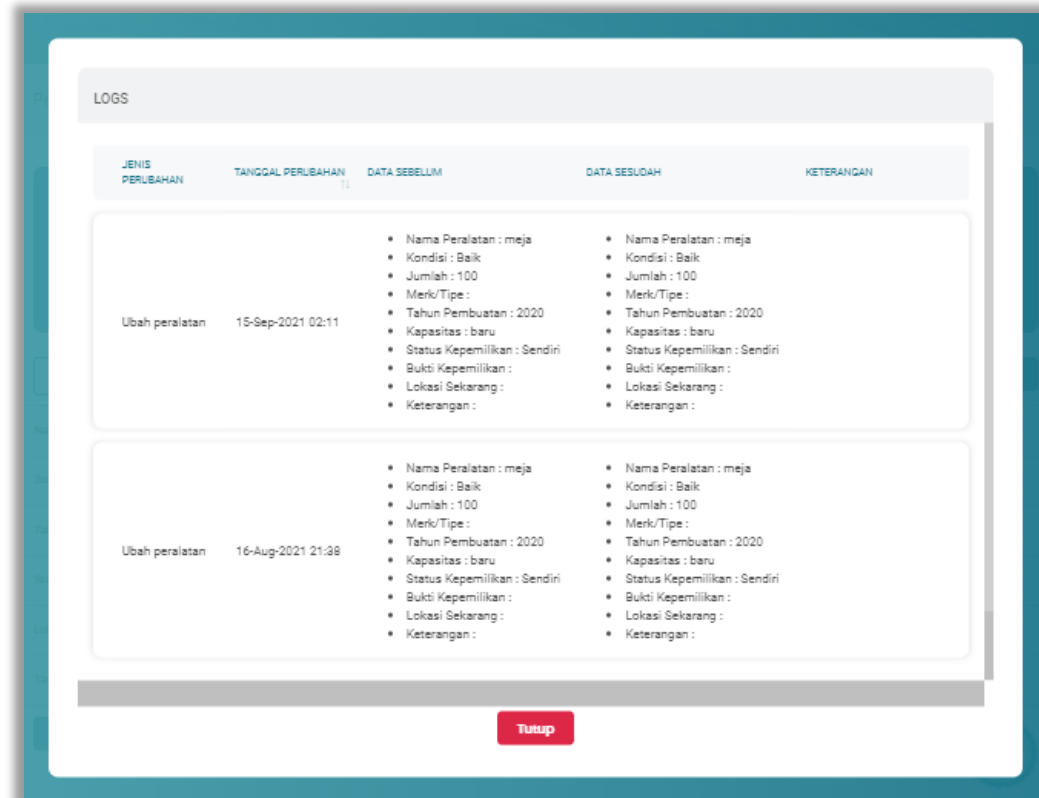 LOGS
JENIS PERUBAHAN
TANGGAL PERUBAHAN
DATA SEBELUM
DATA SESUDAH
KETERANGAN
Ubah peralatan
15-Sep-2021 02:11
• Nama Peralatan : meja
• Kondisi : Baik
• Jumlah : 100
• Merk/Tipe :
• Tahun Pembuatan : 2020
• Kapasitas : baru
• Status Kepemilikan : Sendiri
• Bukti Kepemilikan :
• Lokasi Sekarang :
• Keterangan :
• Nama Peralatan : meja
• Kondisi : Baik
• Jumlah : 100
• Merk/Tipe :
• Tahun Pembuatan : 2020
• Kapasitas : baru
• Status Kepemilikan : Sendiri
• Bukti Kepemilikan :
• Lokasi Sekarang :
• Keterangan :
Ubah peralatan
16-Aug-2021 21:38
• Nama Peralatan : meja
• Kondisi : Baik
• Jumlah : 100
• Merk/Tipe :
• Tahun Pembuatan : 2020
• Kapasitas : baru
• Status Kepemilikan : Sendiri
• Bukti Kepemilikan :
• Lokasi Sekarang :
• Keterangan :
• Nama Peralatan : meja
• Kondisi : Baik
• Jumlah : 100
• Merk/Tipe :
• Tahun Pembuatan : 2020
• Kapasitas : baru
• Status Kepemilikan : Sendiri
• Bukti Kepemilikan :
• Lokasi Sekarang :
• Keterangan :
Tutup